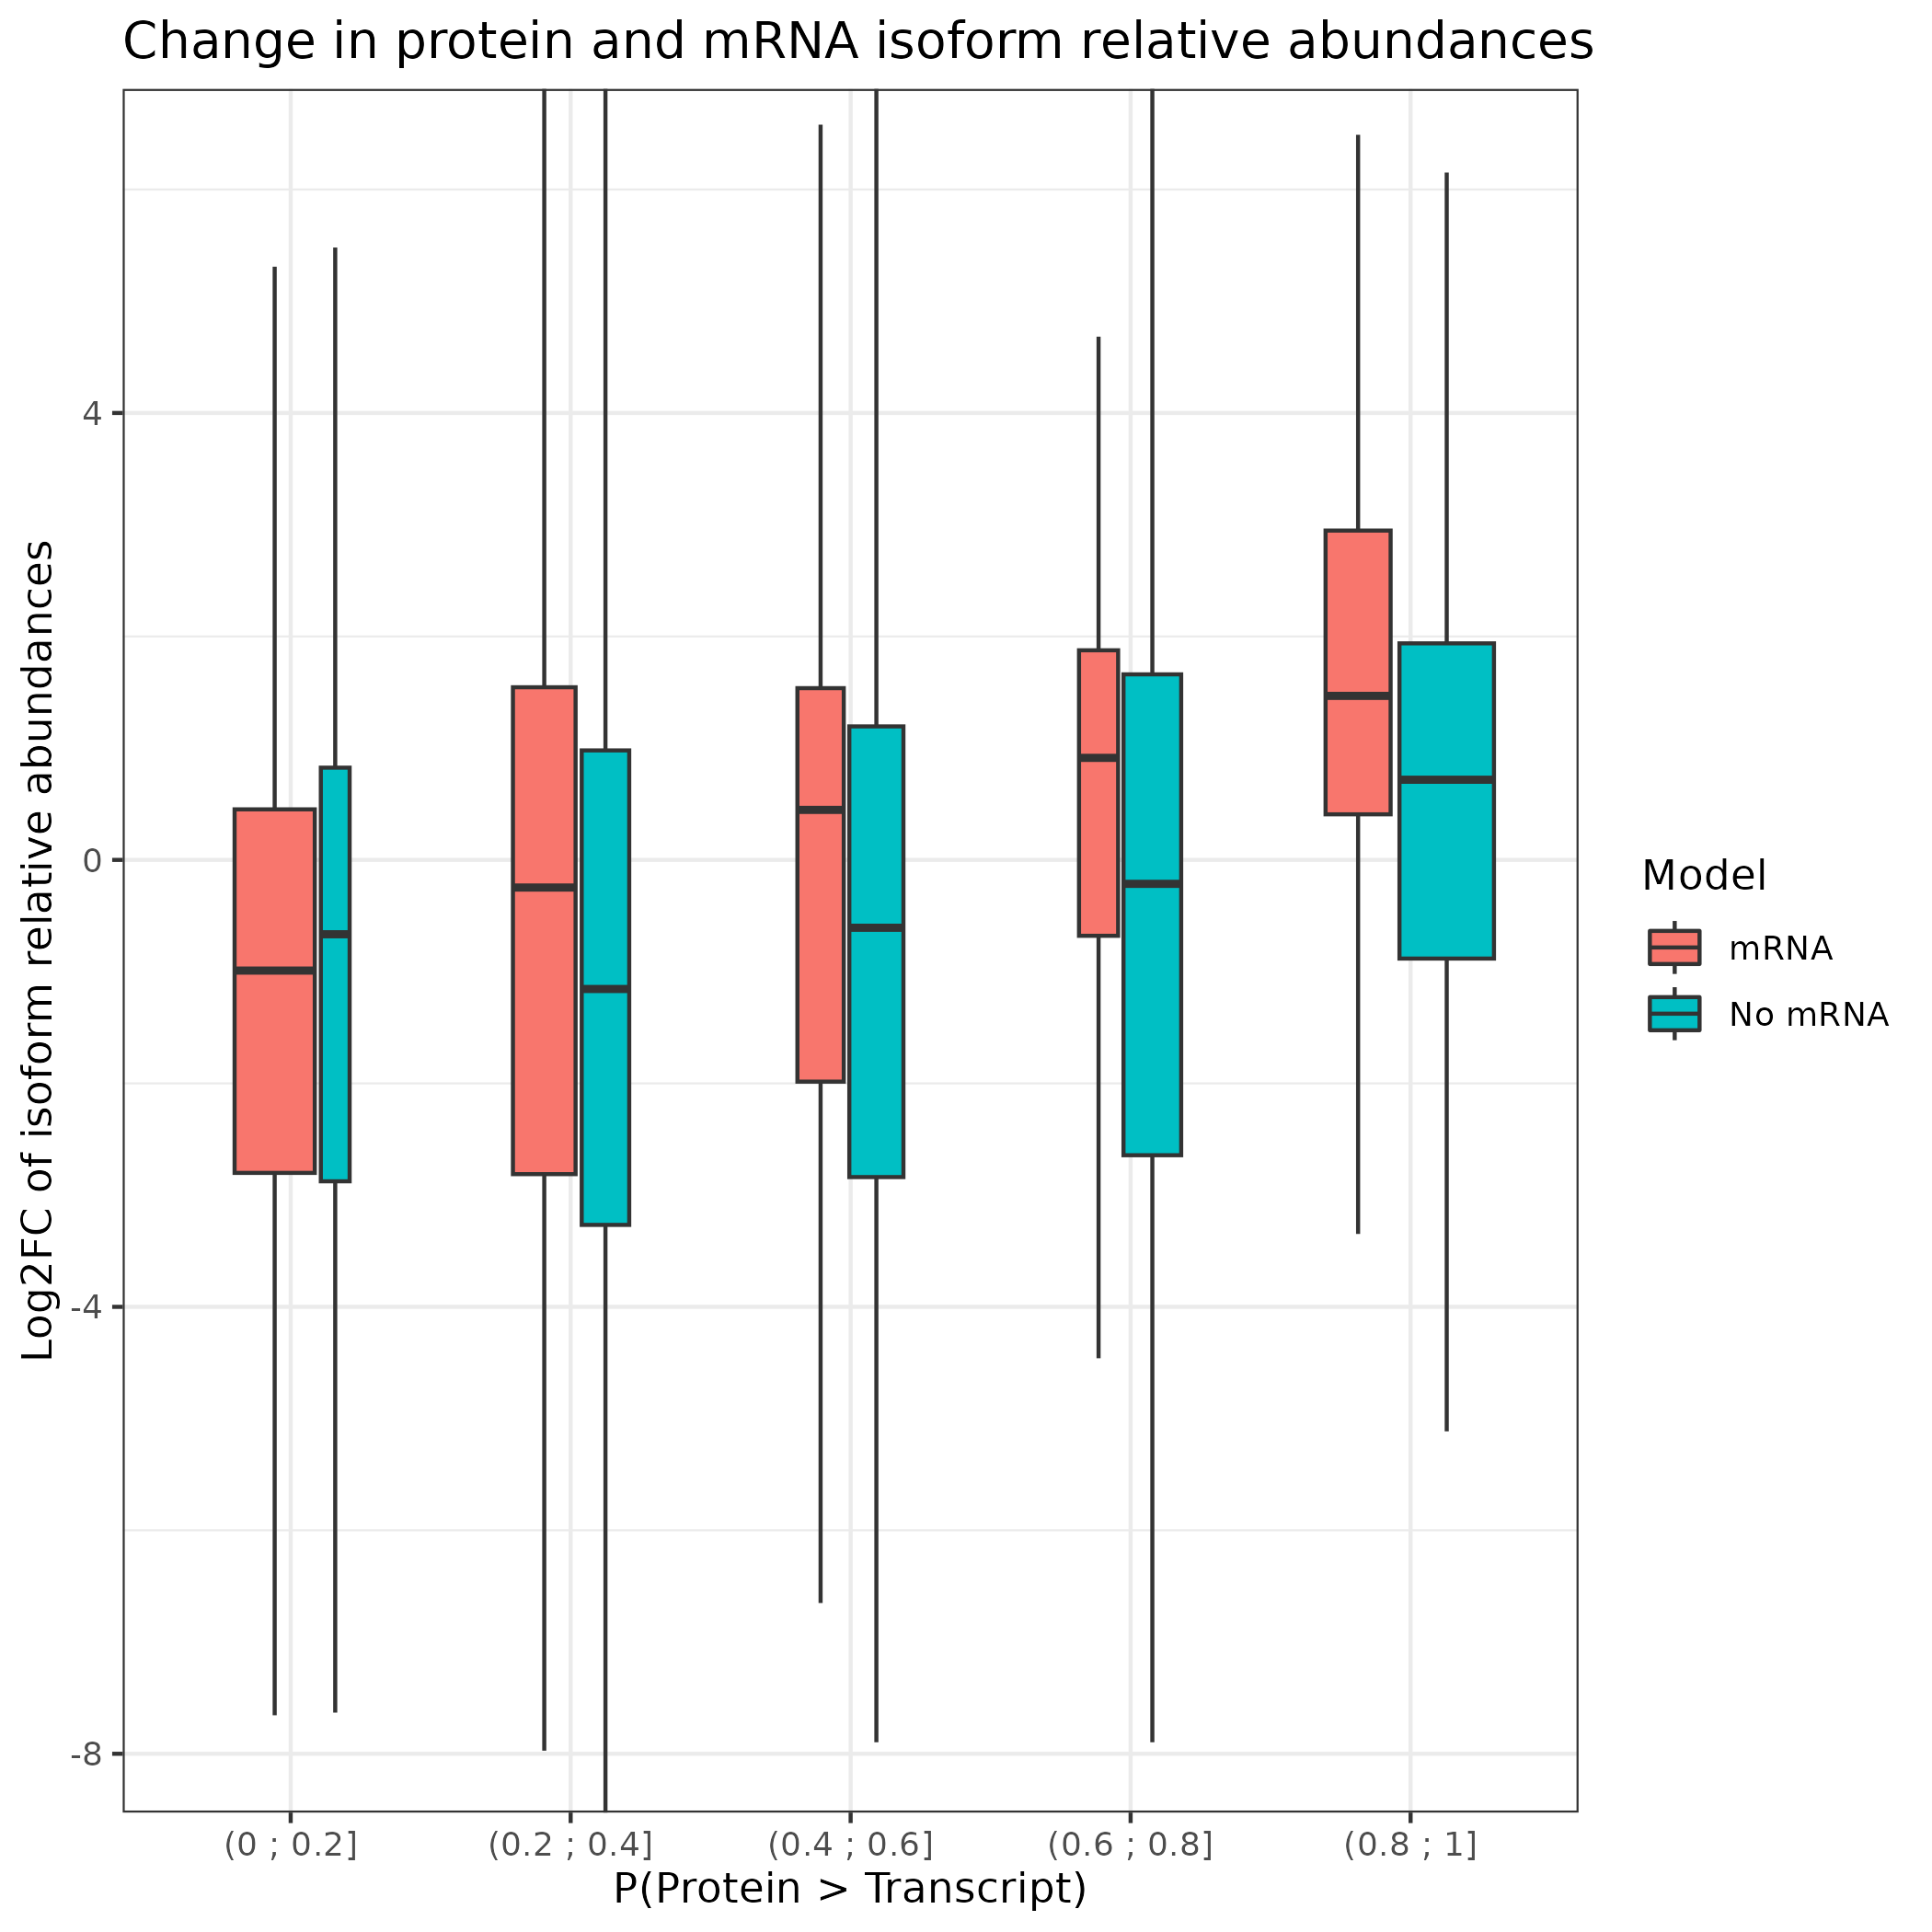 Change in protein and mRNA isoform relative abundances
Log2FC of isoform relative abundances
4
0
-4
-8
(0 ; 0.2]
(0.2 ; 0.4]
(0.4 ; 0.6]
(0.6 ; 0.8]
(0.8 ; 1]
P(Protein > Transcript)
Model
mRNA
No mRNA